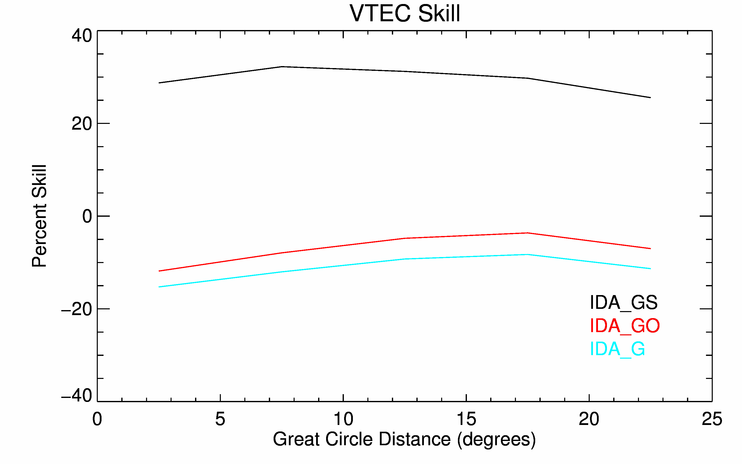 VTEC Skill
40
20
0
−20
−40
Percent Skill
IDA_GS
IDA_GO
IDA_G
0 5 10 15 20 25
Great Circle Distance (degrees)